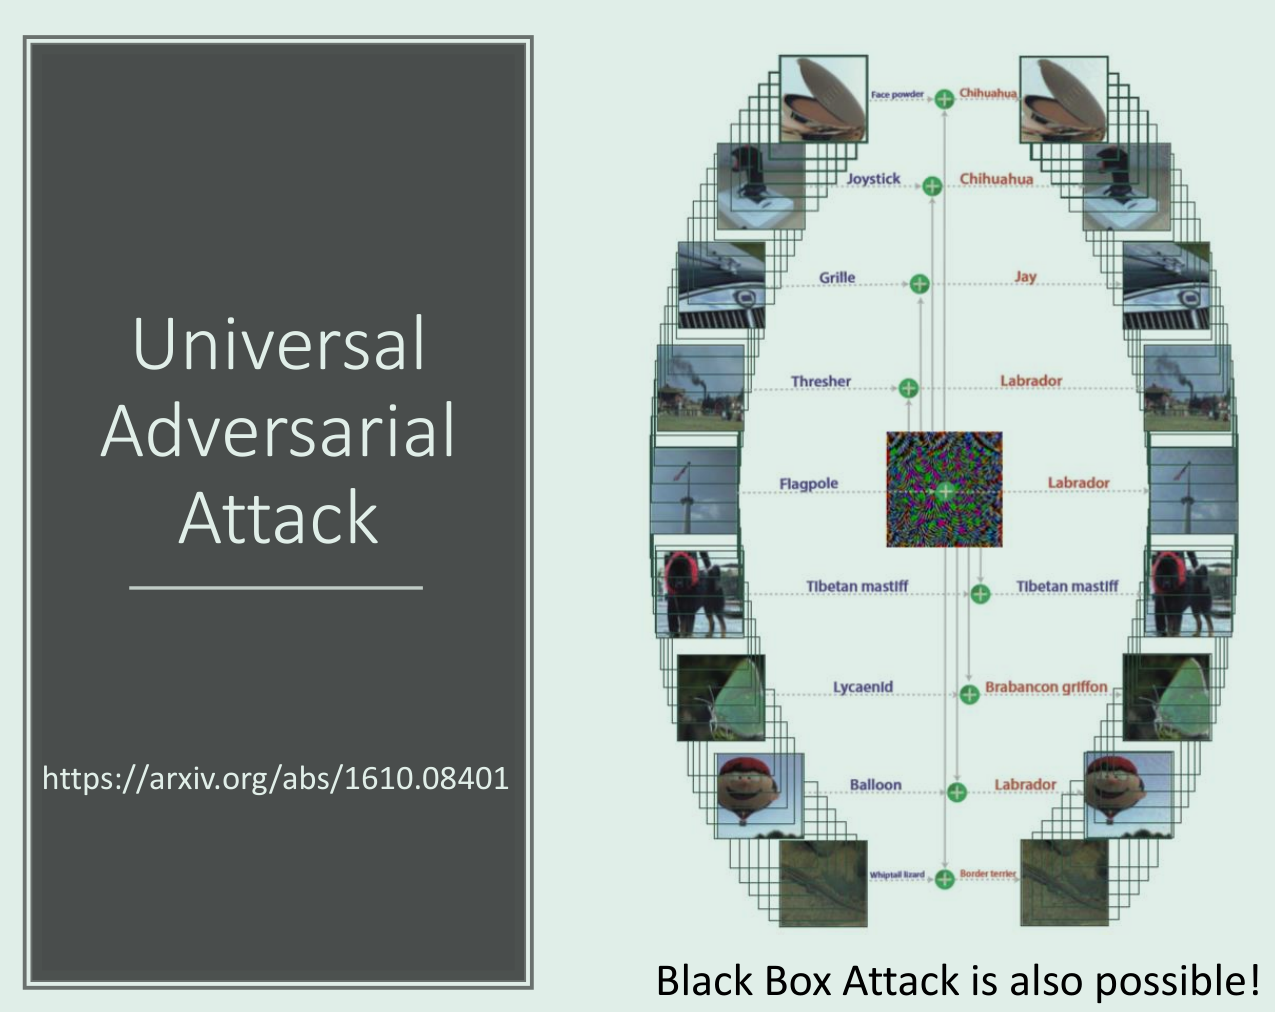 Universal
Adversarial
Attack
https://arxiv.org/abs/1610.08401
Face powder Chihuahua
Joystick Chihuahua
Grille Jay
Thresher Labrador
Flagpole Labrador
Tibetan mastiff Tibetan mastiff
Lycaenid Brabancon griffon
Balloon Labrador
Whiptail lizard Border terrier
Black Box Attack is also possible!